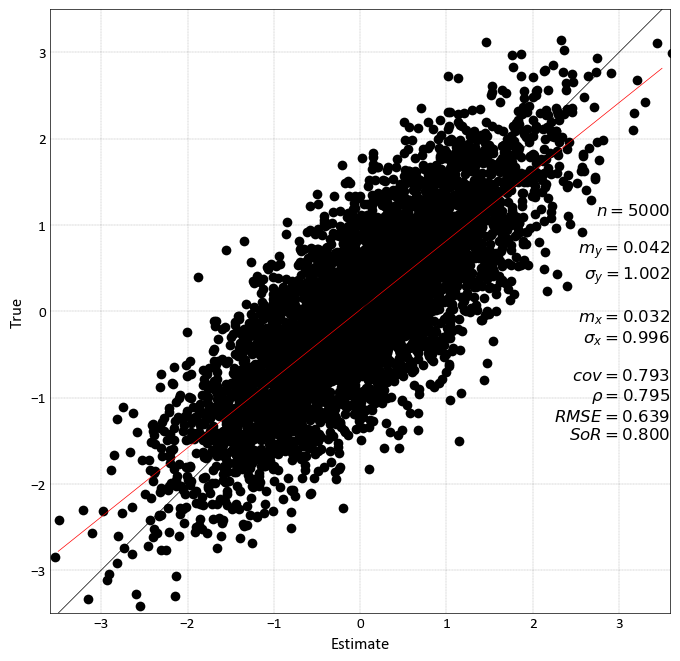 3
2
1
0
−1
−2
−3
True
n = 5000
m_y = 0.042
σ_y = 1.002
m_x = 0.032
σ_x = 0.996
cov = 0.793
ρ = 0.795
RMSE = 0.639
SoR = 0.800
−3 −2 −1 0 1 2 3
Estimate